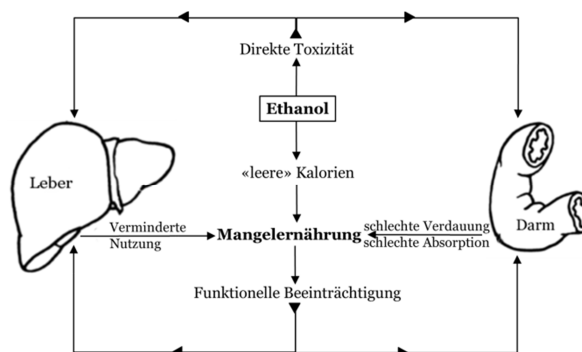 Direkte Toxizität
Ethanol
«leere» Kalorien
Leber
Verminderte
Nutzung
Mangelernährung
schlechte Verdauung
schlechte Absorption
Darm
Funktionelle Beeinträchtigung